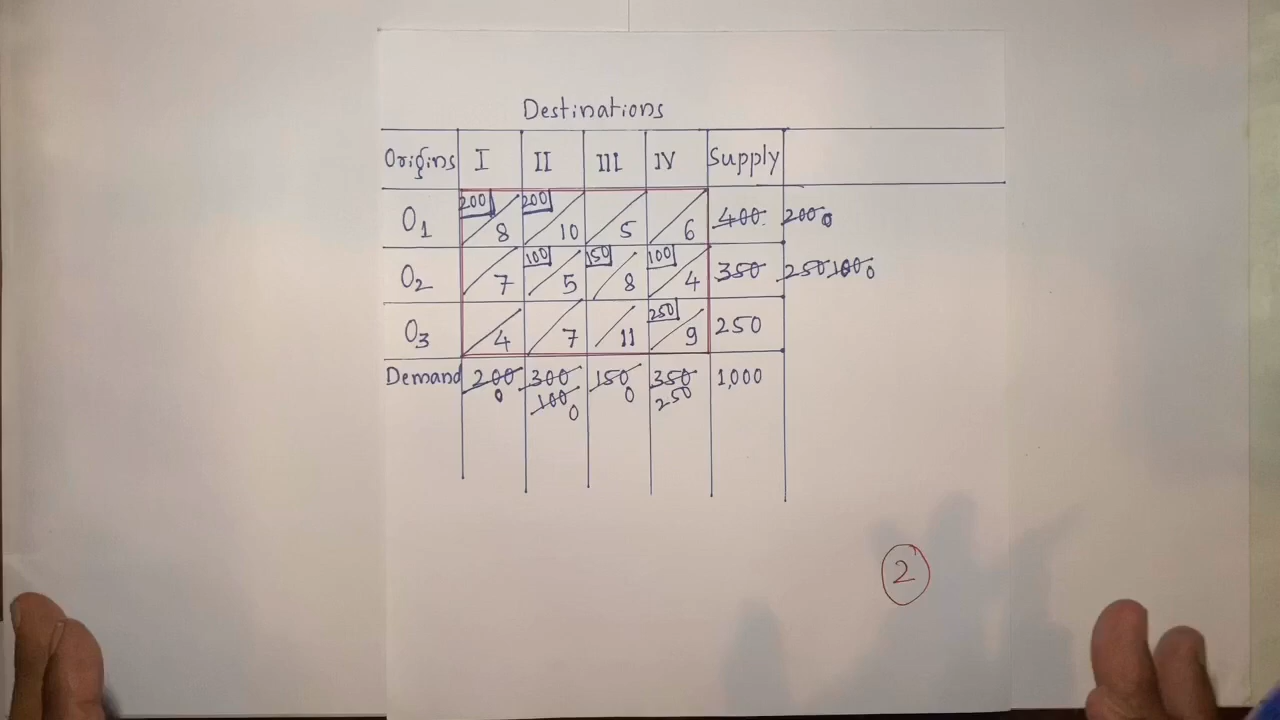 Destinations
Origins I II III IV Supply
200 200
O1 8 10 5 6 400 200 0
100 150 100
O2 7 5 8 4 350 250 100 0
250
O3 4 7 11 9 250
Demand 200 300 150 350 1,000
0 100 0 0 250
2